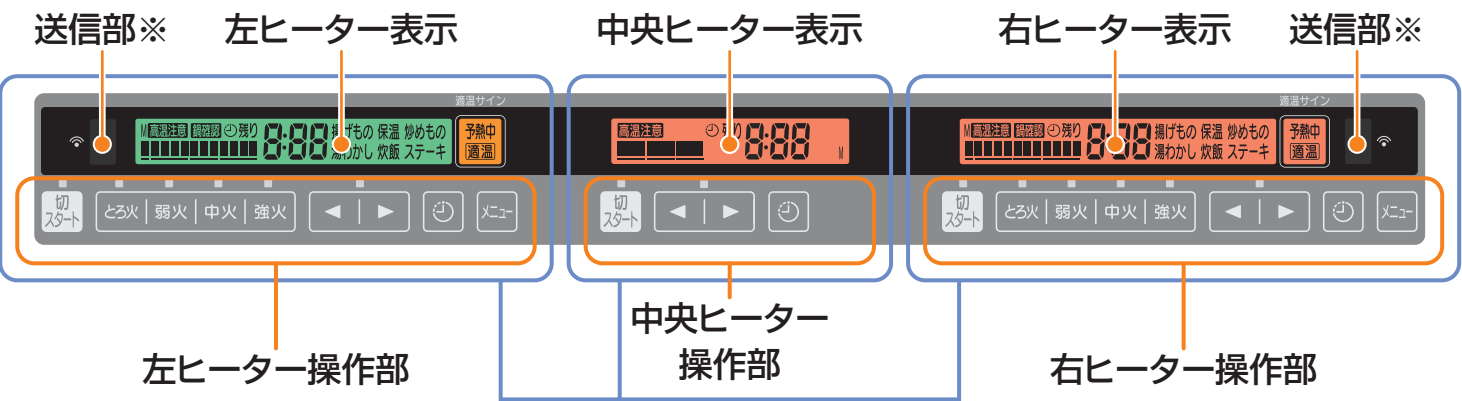 送信部※
左ヒーター表示
中央ヒーター表示
右ヒーター表示
送信部※
適温サイン
適温サイン
M 高温注意 鍋確認 残り 8:88 揚げもの 保温 炒めもの
湯わかし 炊飯 ステーキ
予熱中
適温
高温注意 残り 8:88 M
M 高温注意 鍋確認 残り 8:88 揚げもの 保温 炒めもの
湯わかし 炊飯 ステーキ
予熱中
適温
切
スタート
とろ火 弱火 中火 強火 ◀ ▶ メニュー
切
スタート
◀ ▶
切
スタート
とろ火 弱火 中火 強火 ◀ ▶ メニュー
左ヒーター操作部
中央ヒーター
操作部
右ヒーター操作部